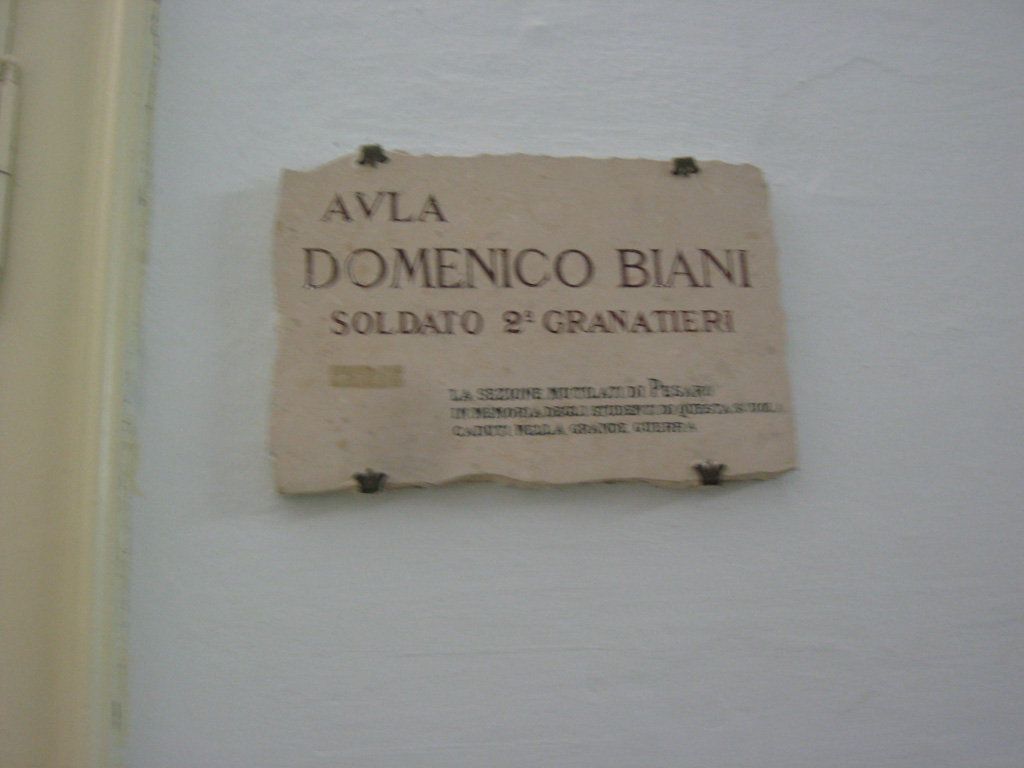 AVLA
DOMENICO BIANI
SOLDATO 2ª GRANATIERI
LA SEZIONE MUTILATI DI PESARO
IN MEMORIA DEGLI STUDENTI DI QUESTA SCUOLA
CADUTI NELLA GRANDE GUERRA